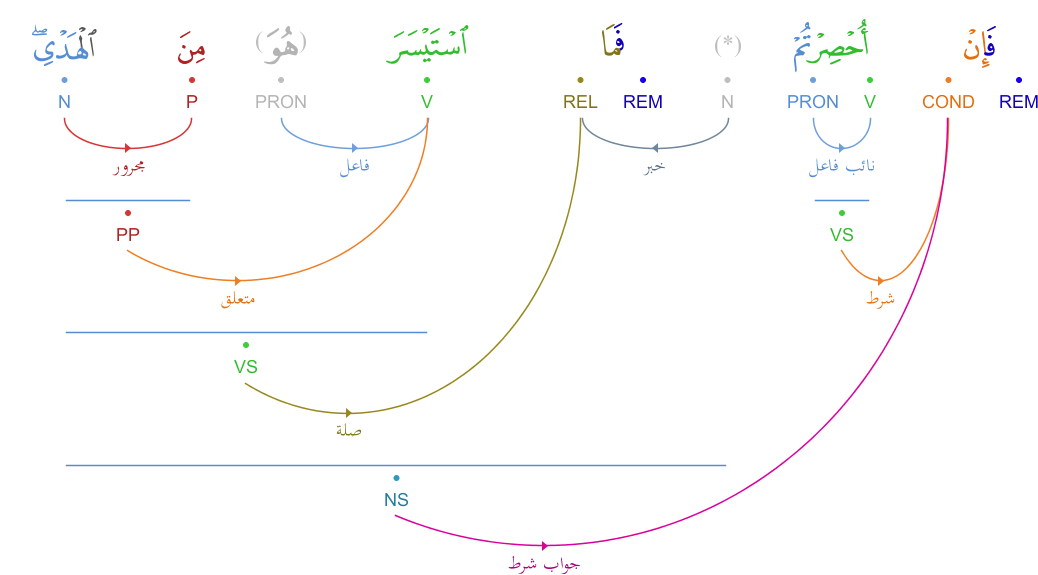 فَإِنْ أُحْصِرْتُمْ (*) فَمَا ٱسْتَيْسَرَ (هُوَ) مِنَ ٱلْهَدْىِ ۖ
N P PRON V REL REM N PRON V COND REM
نائب فاعل خبر فاعل مجرور
PP VS
شرط متعلق
VS
صلة
NS
جواب شرط